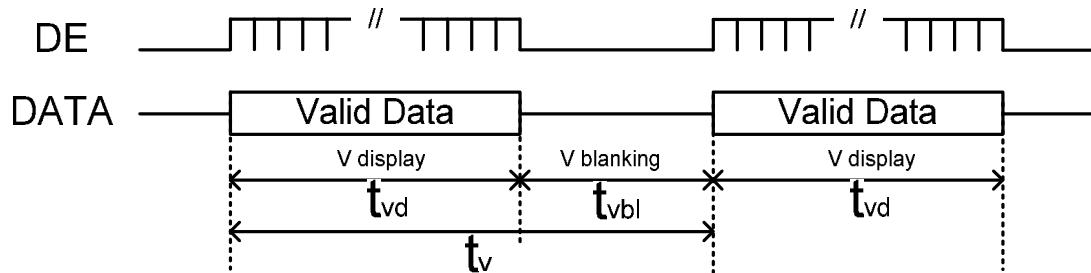 DE // //
DATA Valid Data Valid Data
V display V blanking V display
tvd tvbl tvd
tv